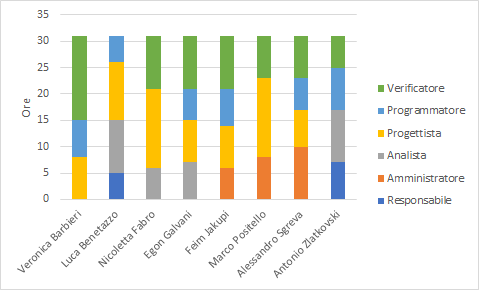 35
30
25
20
15
10
5
0
Ore
Veronica Barbieri
Luca Benetazzo
Nicoletta Fabro
Egon Galvani
Feim Jakupi
Marco Positello
Alessandro Sgreva
Antonio Zlatkovski
Verificatore
Programmatore
Progettista
Analista
Amministratore
Responsabile